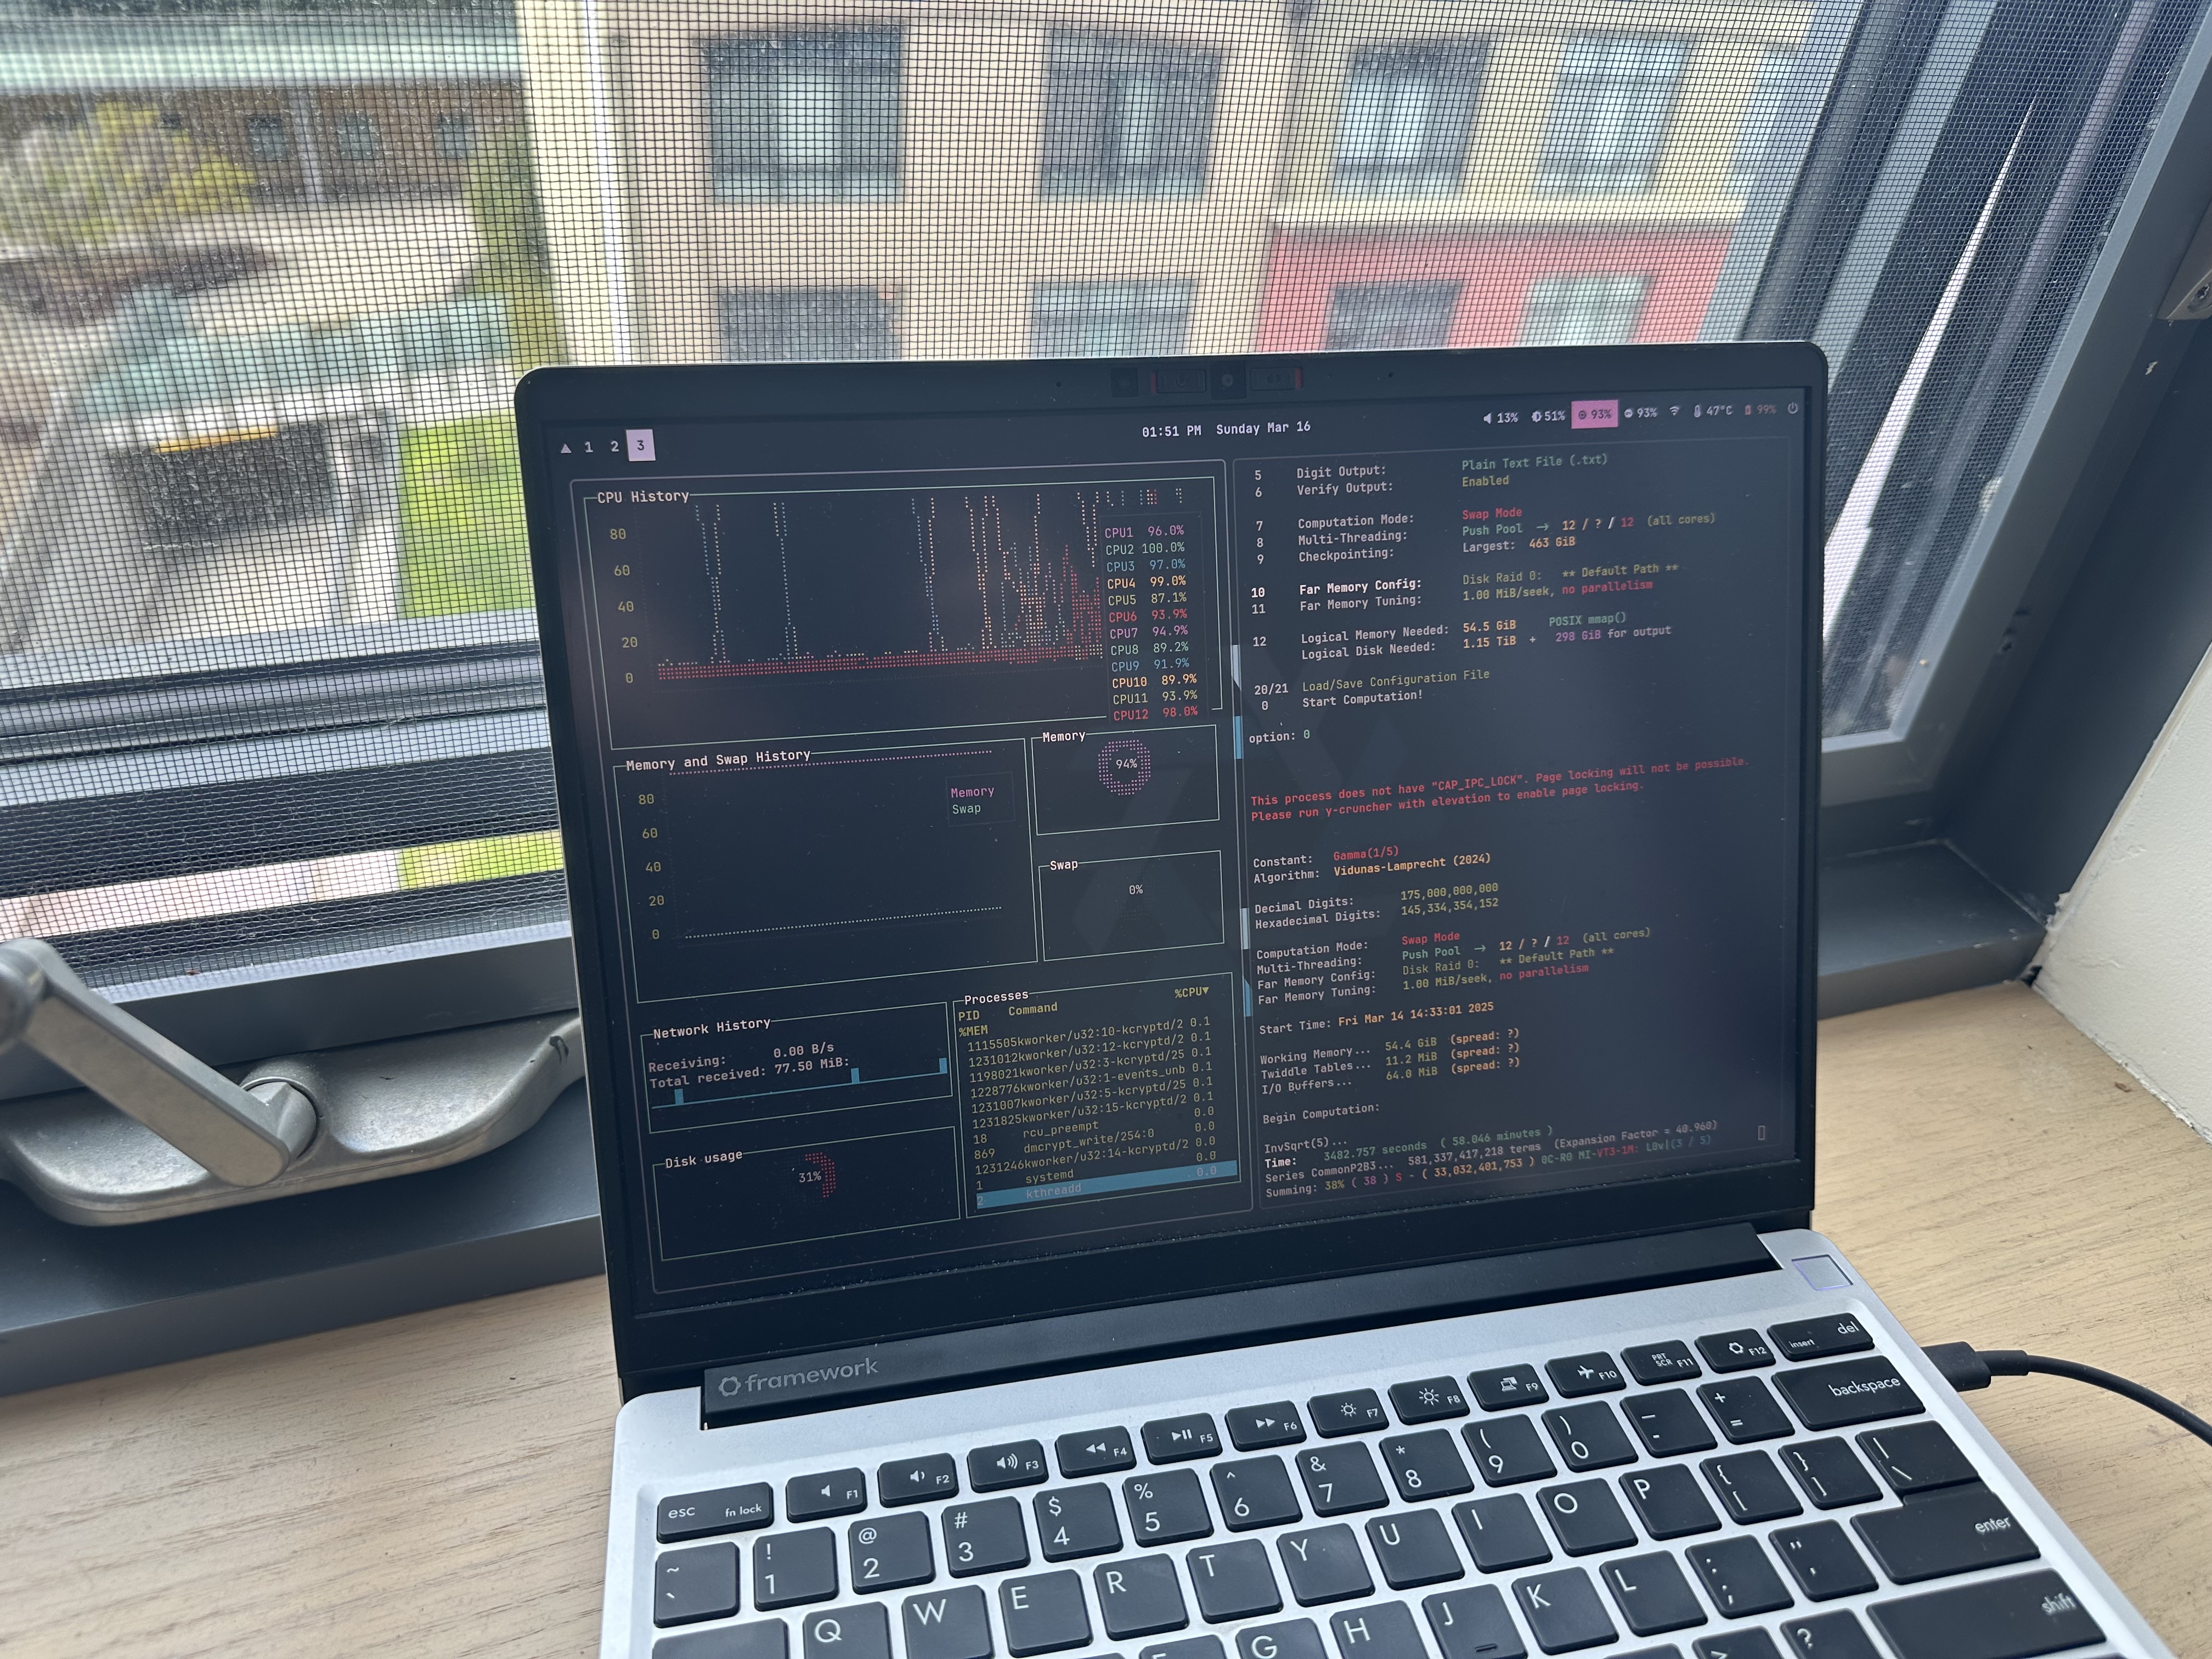 ▲ 1 2 3
01:51 PM Sunday Mar 16
13% 51% 93% 93% 47°C 99%
CPU History
80
60
40
20
0
CPU1 96.0%
CPU2 100.0%
CPU3 97.0%
CPU4 99.0%
CPU5 87.1%
CPU6 93.9%
CPU7 94.9%
CPU8 89.2%
CPU9 91.9%
CPU10 89.9%
CPU11 93.9%
CPU12 98.0%
Memory and Swap History
80
60
40
20
0
Memory
Swap
Memory
94%
Swap
0%
Network History
Receiving: 0.00 B/s
Total received: 77.50 MiB:
Disk usage
31%
Processes
PID Command %CPU▼
%MEM
1115505kworker/u32:10-kcryptd/2 0.1
1231012kworker/u32:12-kcryptd/2 0.1
1198021kworker/u32:3-kcryptd/25 0.1
1228776kworker/u32:1-events_unb 0.1
1231007kworker/u32:5-kcryptd/25 0.1
1231825kworker/u32:15-kcryptd/2 0.1
18 rcu_preempt 0.0
869 dmcrypt_write/254:0 0.0
1231246kworker/u32:14-kcryptd/2 0.0
1 systemd 0.0
2 kthreadd 0.0
5 Digit Output: Plain Text File (.txt)
6 Verify Output: Enabled
7 Computation Mode: Swap Mode
8 Multi-Threading: Push Pool → 12 / ? / 12 (all cores)
9 Checkpointing: Largest: 463 GiB
10 Far Memory Config: Disk Raid 0: ** Default Path **
11 Far Memory Tuning: 1.00 MiB/seek, no parallelism
12 Logical Memory Needed: 54.5 GiB POSIX mmap()
Logical Disk Needed: 1.15 TiB + 298 GiB for output
20/21 Load/Save Configuration File
0 Start Computation!
option: 0
This process does not have "CAP_IPC_LOCK". Page locking will not be possible.
Please run y-cruncher with elevation to enable page locking.
Constant: Gamma(1/5)
Algorithm: Vidunas-Lamprecht (2024)
Decimal Digits: 175,000,000,000
Hexadecimal Digits: 145,334,354,152
Computation Mode: Swap Mode
Multi-Threading: Push Pool → 12 / ? / 12 (all cores)
Far Memory Config: Disk Raid 0: ** Default Path **
Far Memory Tuning: 1.00 MiB/seek, no parallelism
Start Time: Fri Mar 14 14:33:01 2025
Working Memory... 54.4 GiB (spread: ?)
Twiddle Tables... 11.2 MiB (spread: ?)
I/O Buffers... 64.0 MiB (spread: ?)
Begin Computation:
InvSqrt(5)...
Time: 3482.757 seconds ( 58.046 minutes )
Series CommonP2B3... 581,337,417,218 terms (Expansion Factor = 40.960)
Summing: 38% ( 38 ) S - ( 33,032,401,753 ) 0C-R0 MI-VT3-1M: L0v|(3 / 5)
framework
esc fn lock F1 F2 F3 F4 F5 F6 F7 F8 F9 F10 PRT SCR F11 F12 insert del
~ ` ! 1 @ 2 # 3 $ 4 % 5 ^ 6 & 7 * 8 ( 9 ) 0 _ - + = backspace
Q W E R T Y U I O P { [ } ] | \
G H J K L : ; " ' enter
> ? shift